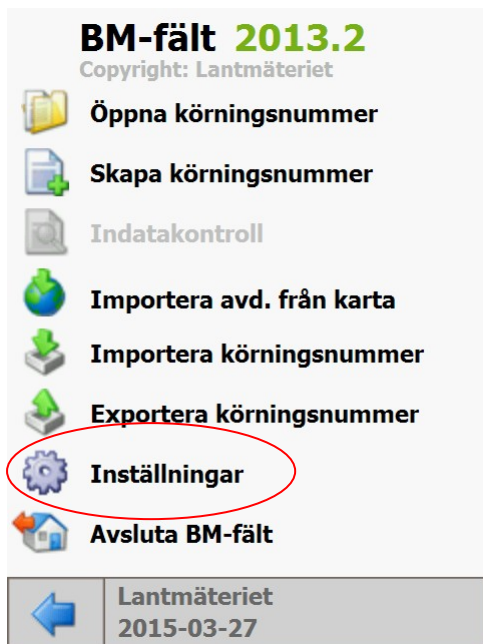 BM-fält 2013.2
Copyright: Lantmäteriet
Öppna körningsnummer
Skapa körningsnummer
Indatakontroll
Importera avd. från karta
Importera körningsnummer
Exportera körningsnummer
Inställningar
Avsluta BM-fält
Lantmäteriet
2015-03-27